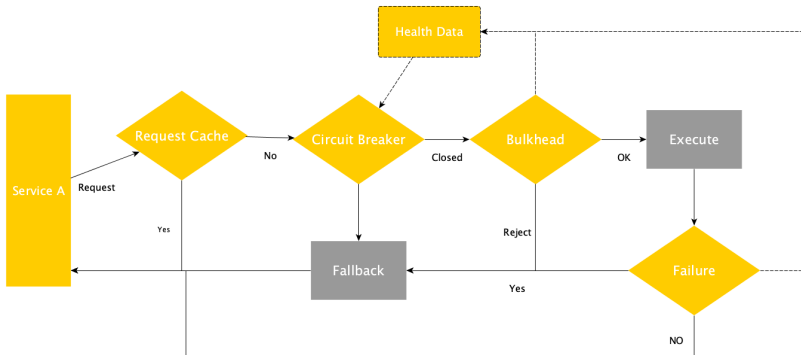 Health Data
Request Cache
Circuit Breaker
Bulkhead
Execute
No
Closed
OK
Service A
Request
Yes
Reject
Fallback
Failure
Yes
NO